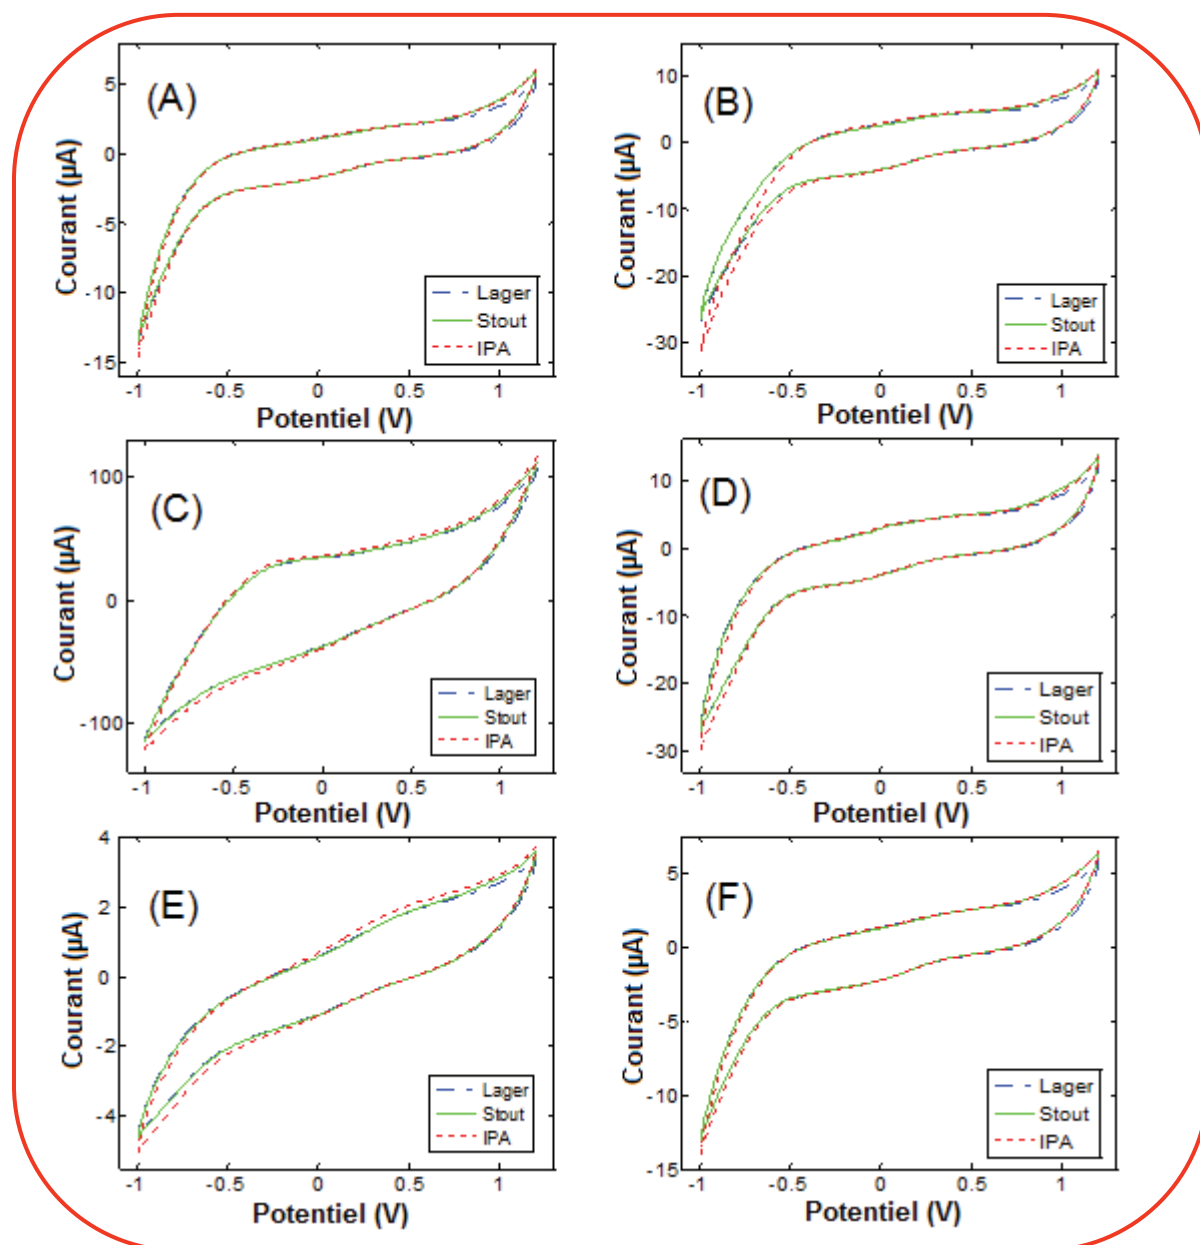 (A)
Courant (µA)
5
0
-5
-10
-15
-1
-0.5
0
0.5
1
Potentiel (V)
Lager
Stout
IPA
(B)
Courant (µA)
10
0
-10
-20
-30
-1
-0.5
0
0.5
1
Potentiel (V)
Lager
Stout
IPA
(C)
Courant (µA)
100
0
-100
-1
-0.5
0
0.5
1
Potentiel (V)
Lager
Stout
IPA
(D)
Courant (µA)
10
0
-10
-20
-30
-1
-0.5
0
0.5
1
Potentiel (V)
Lager
Stout
IPA
(E)
Courant (µA)
4
2
0
-2
-4
-1
-0.5
0
0.5
1
Potentiel (V)
Lager
Stout
IPA
(F)
Courant (µA)
5
0
-5
-10
-15
-1
-0.5
0
0.5
1
Potentiel (V)
Lager
Stout
IPA